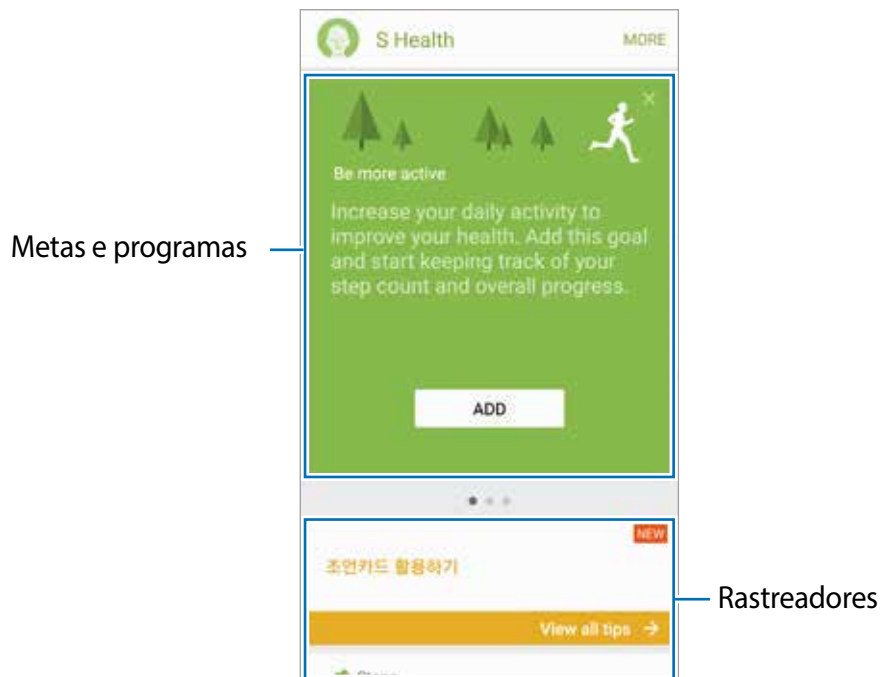 S Health
MORE
Be more active
Increase your daily activity to
improve your health. Add this goal
and start keeping track of your
step count and overall progress.
Metas e programas
ADD
NEW
조언카드 활용하기
Rastreadores
View all tips